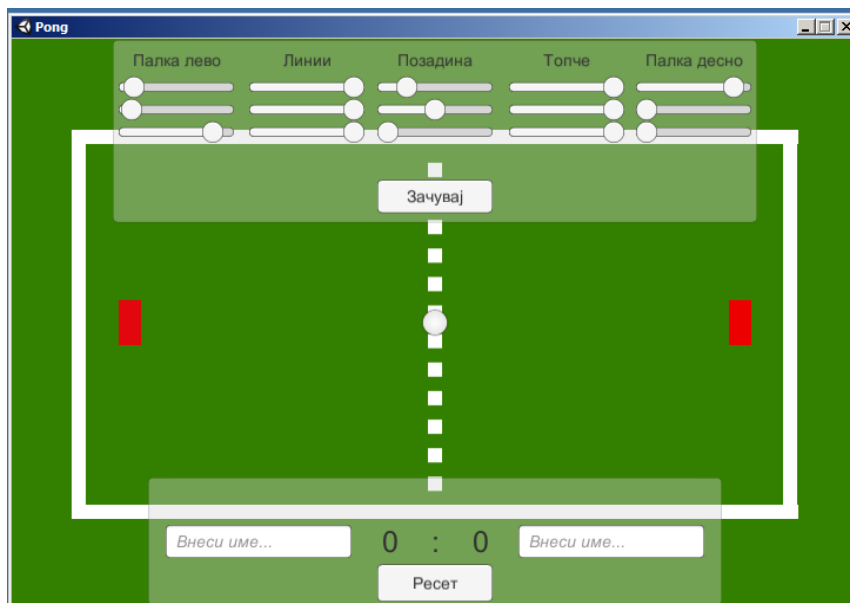 Pong
Палка лево Линии Позадина Топче Палка десно
Зачувај
Внеси име... 0 : 0 Внеси име...
Ресет